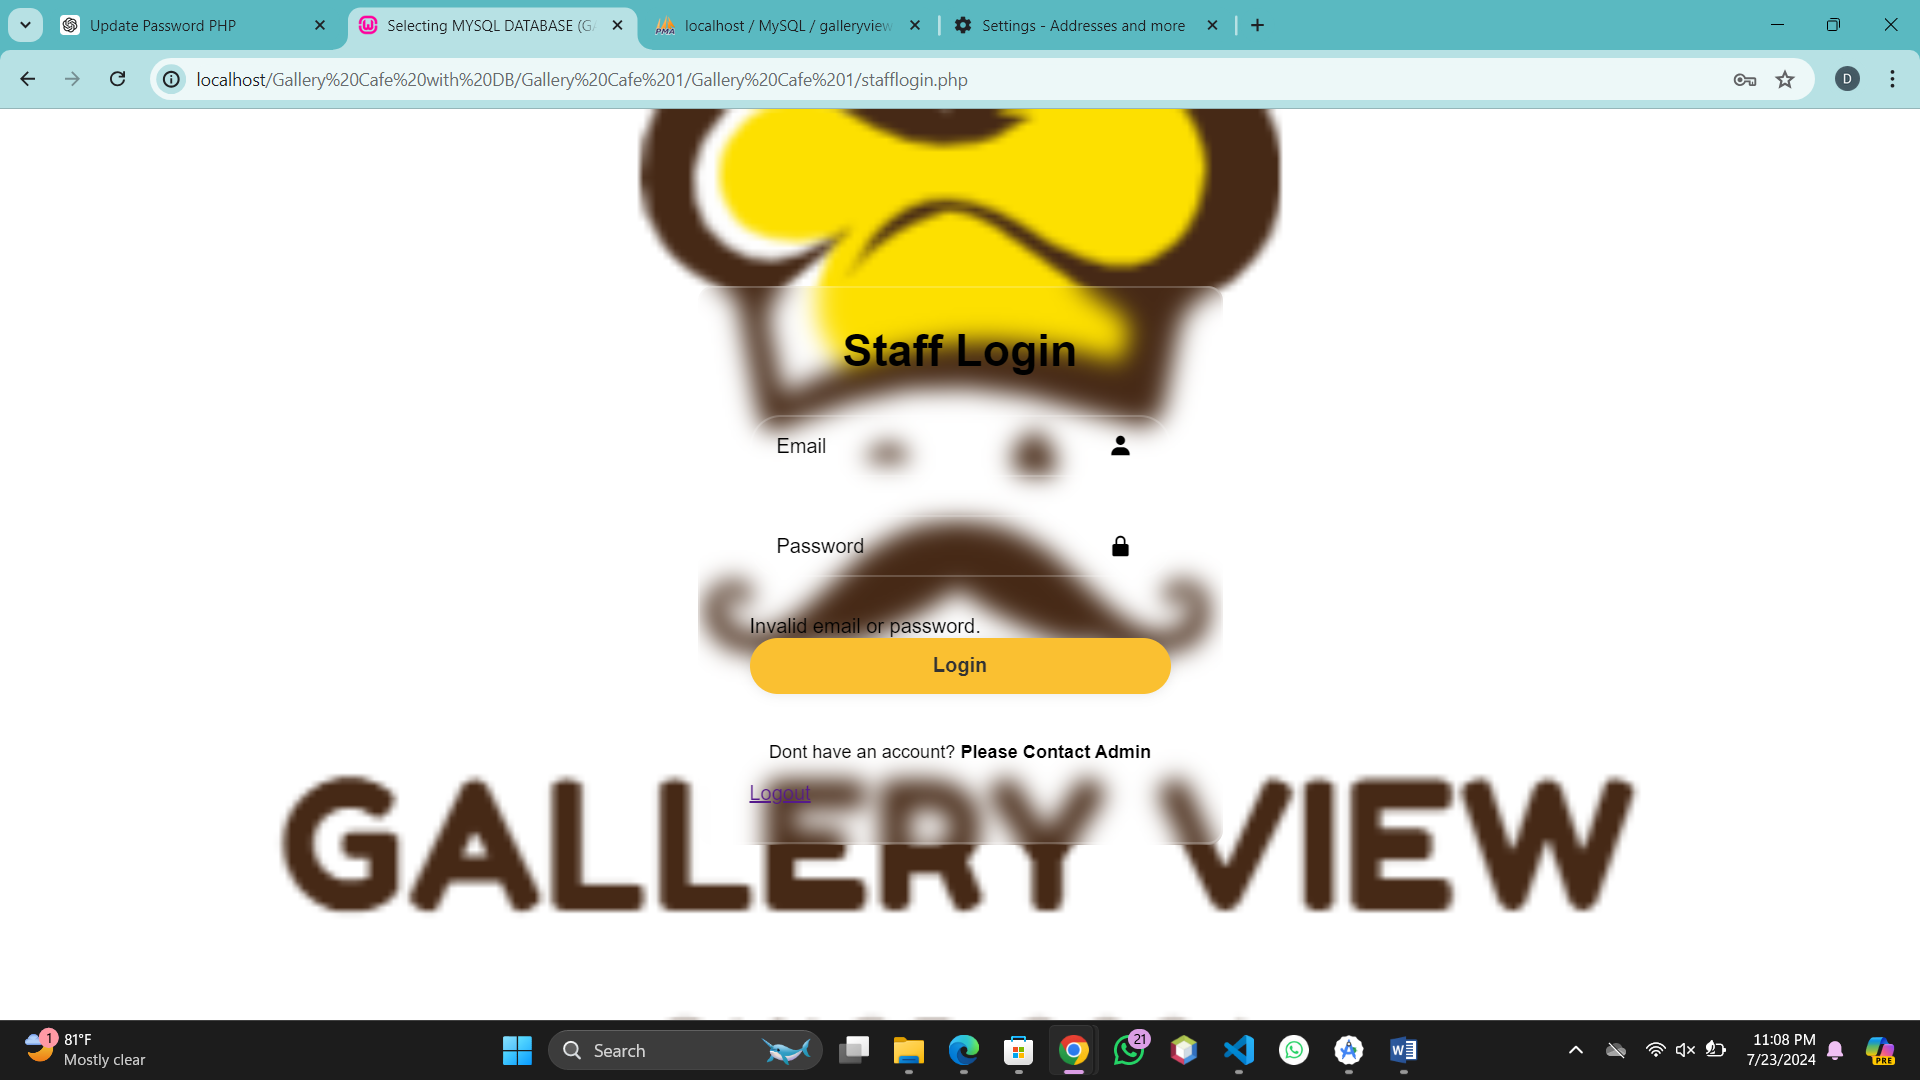 Update Password PHP
Selecting MYSQL DATABASE (GA
localhost / MySQL / galleryview
Settings - Addresses and more
localhost/Gallery%20Cafe%20with%20DB/Gallery%20Cafe%201/Gallery%20Cafe%201/stafflogin.php
D
Staff Login
Email
Password
Invalid email or password.
Login
Dont have an account? Please Contact Admin
Logout
GALLERY VIEW
1
81°F
Mostly clear
Search
21
11:08 PM
7/23/2024
PRE